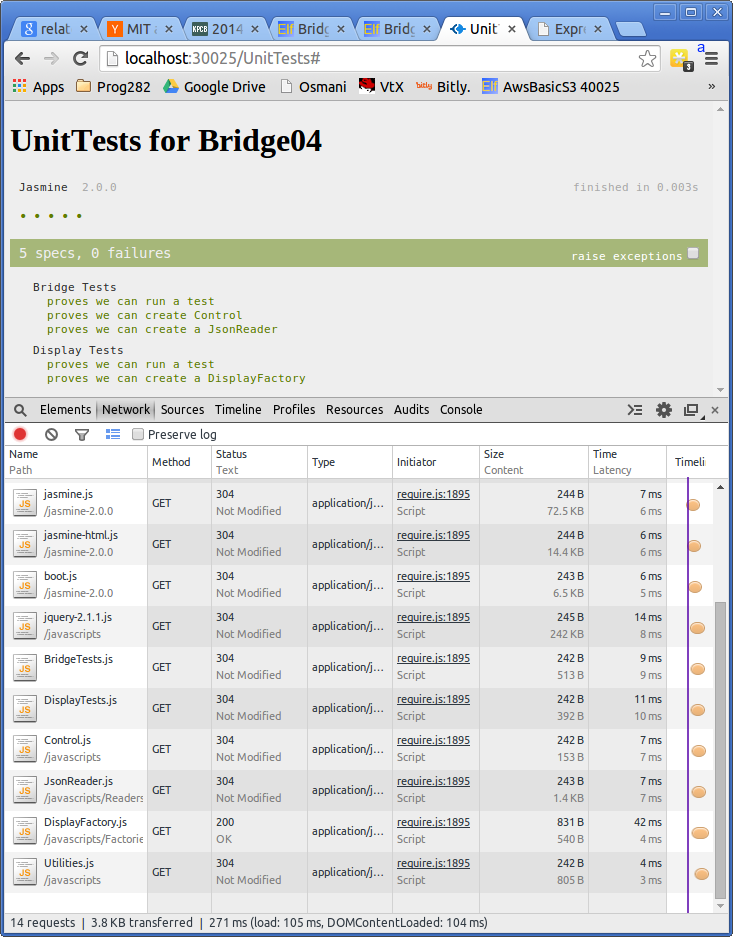 relat
MIT
KPCB 2014
Elf Bridg
Elf Bridg
Unit
Expr
localhost:30025/UnitTests#
3
a
Apps Prog282 Google Drive Osmani VtX bitly Bitly. Elf AwsBasicS3 40025 »
UnitTests for Bridge04
Jasmine 2.0.0 finished in 0.003s
• • • • •
5 specs, 0 failures raise exceptions
Bridge Tests
proves we can run a test
proves we can create Control
proves we can create a JsonReader
Display Tests
proves we can run a test
proves we can create a DisplayFactory
Elements Network Sources Timeline Profiles Resources Audits Console
Preserve log
Name Method Status Type Initiator Size Time Timeli
Path Text Content Latency
jasmine.js GET 304 application/j... require.js:1895 244 B 7 ms
/jasmine-2.0.0 Not Modified Script 72.5 KB 6 ms
jasmine-html.js GET 304 application/j... require.js:1895 244 B 6 ms
/jasmine-2.0.0 Not Modified Script 14.4 KB 6 ms
boot.js GET 304 application/j... require.js:1895 243 B 6 ms
/jasmine-2.0.0 Not Modified Script 6.5 KB 5 ms
jquery-2.1.1.js GET 304 application/j... require.js:1895 245 B 14 ms
/javascripts Not Modified Script 242 KB 8 ms
BridgeTests.js GET 304 application/j... require.js:1895 242 B 9 ms
Not Modified Script 513 B 9 ms
DisplayTests.js GET 304 application/j... require.js:1895 242 B 11 ms
Not Modified Script 392 B 10 ms
Control.js GET 304 application/j... require.js:1895 242 B 7 ms
/javascripts Not Modified Script 153 B 7 ms
JsonReader.js GET 304 application/j... require.js:1895 243 B 7 ms
/javascripts/Readers Not Modified Script 1.4 KB 7 ms
DisplayFactory.js GET 200 application/j... require.js:1895 831 B 42 ms
/javascripts/Factorie OK Script 540 B 4 ms
Utilities.js GET 304 application/j... require.js:1895 242 B 4 ms
/javascripts Not Modified Script 805 B 3 ms
14 requests | 3.8 KB transferred | 271 ms (load: 105 ms, DOMContentLoaded: 104 ms)